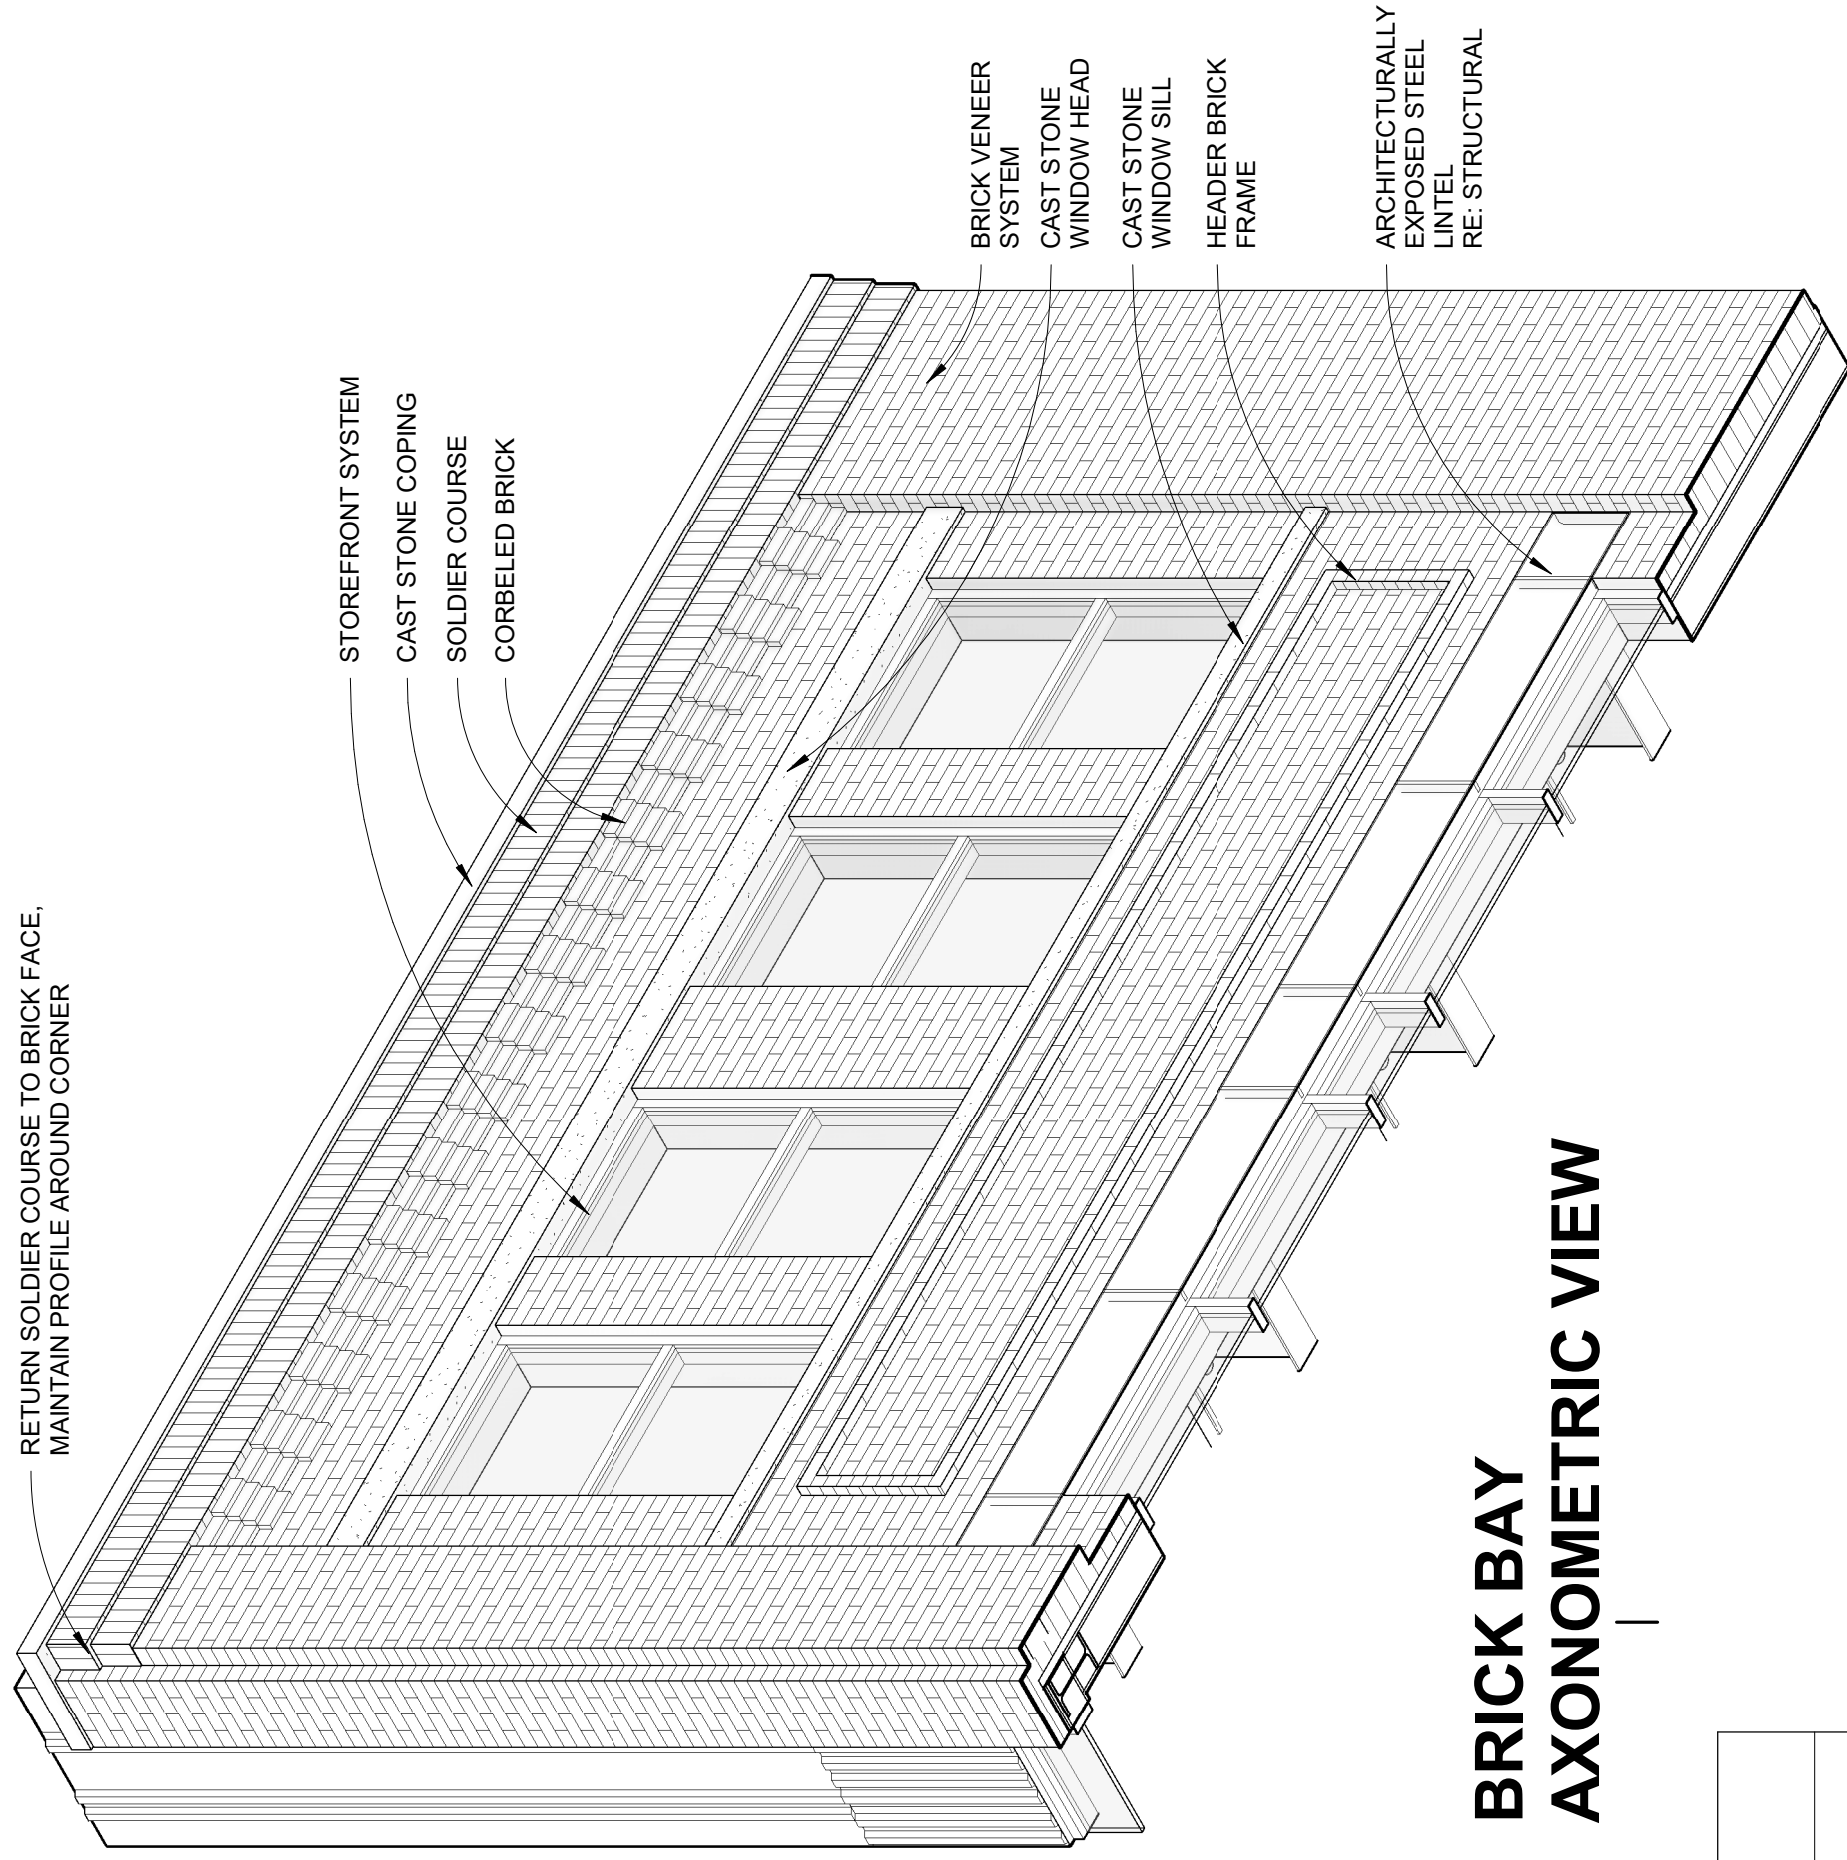 RETURN SOLDIER COURSE TO BRICK FACE,
MAINTAIN PROFILE AROUND CORNER
STOREFRONT SYSTEM
CAST STONE COPING
SOLDIER COURSE
CORBELED BRICK
BRICK VENEER
SYSTEM
CAST STONE
WINDOW HEAD
CAST STONE
WINDOW SILL
HEADER BRICK
FRAME
ARCHITECTURALLY
EXPOSED STEEL
LINTEL
RE: STRUCTURAL
BRICK BAY
AXONOMETRIC VIEW